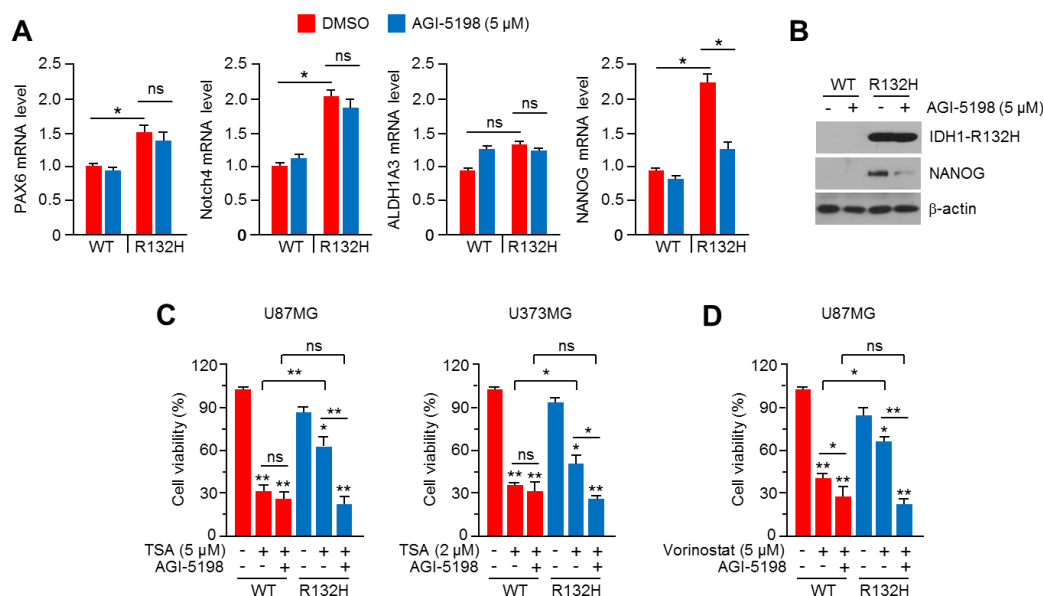 DMSO AGI-5198 (5 µM)
A
PAX6 mRNA level
2.5
2.0
1.5
1.0
0.5
0
*
ns
WT R132H
Notch4 mRNA level
2.5
2.0
1.5
1.0
0.5
0
*
ns
WT R132H
ALDH1A3 mRNA level
2.5
2.0
1.5
1.0
0.5
0
ns
ns
WT R132H
NANOG mRNA level
2.5
2.0
1.5
1.0
0.5
0
*
*
WT R132H
B
WT R132H
- + - + AGI-5198 (5 µM)
IDH1-R132H
NANOG
β-actin
C
U87MG
Cell viability (%)
120
90
60
30
0
ns
**
**
*
ns
** **
**
TSA (5 µM) - + + - + +
AGI-5198 - - + - - +
WT R132H
U373MG
Cell viability (%)
120
90
60
30
0
ns
*
*
*
ns
** **
**
TSA (2 µM) - + + - + +
AGI-5198 - - + - - +
WT R132H
D
U87MG
Cell viability (%)
120
90
60
30
0
ns
*
**
*
*
** **
**
Vorinostat (5 µM) - + + - + +
AGI-5198 - - + - - +
WT R132H